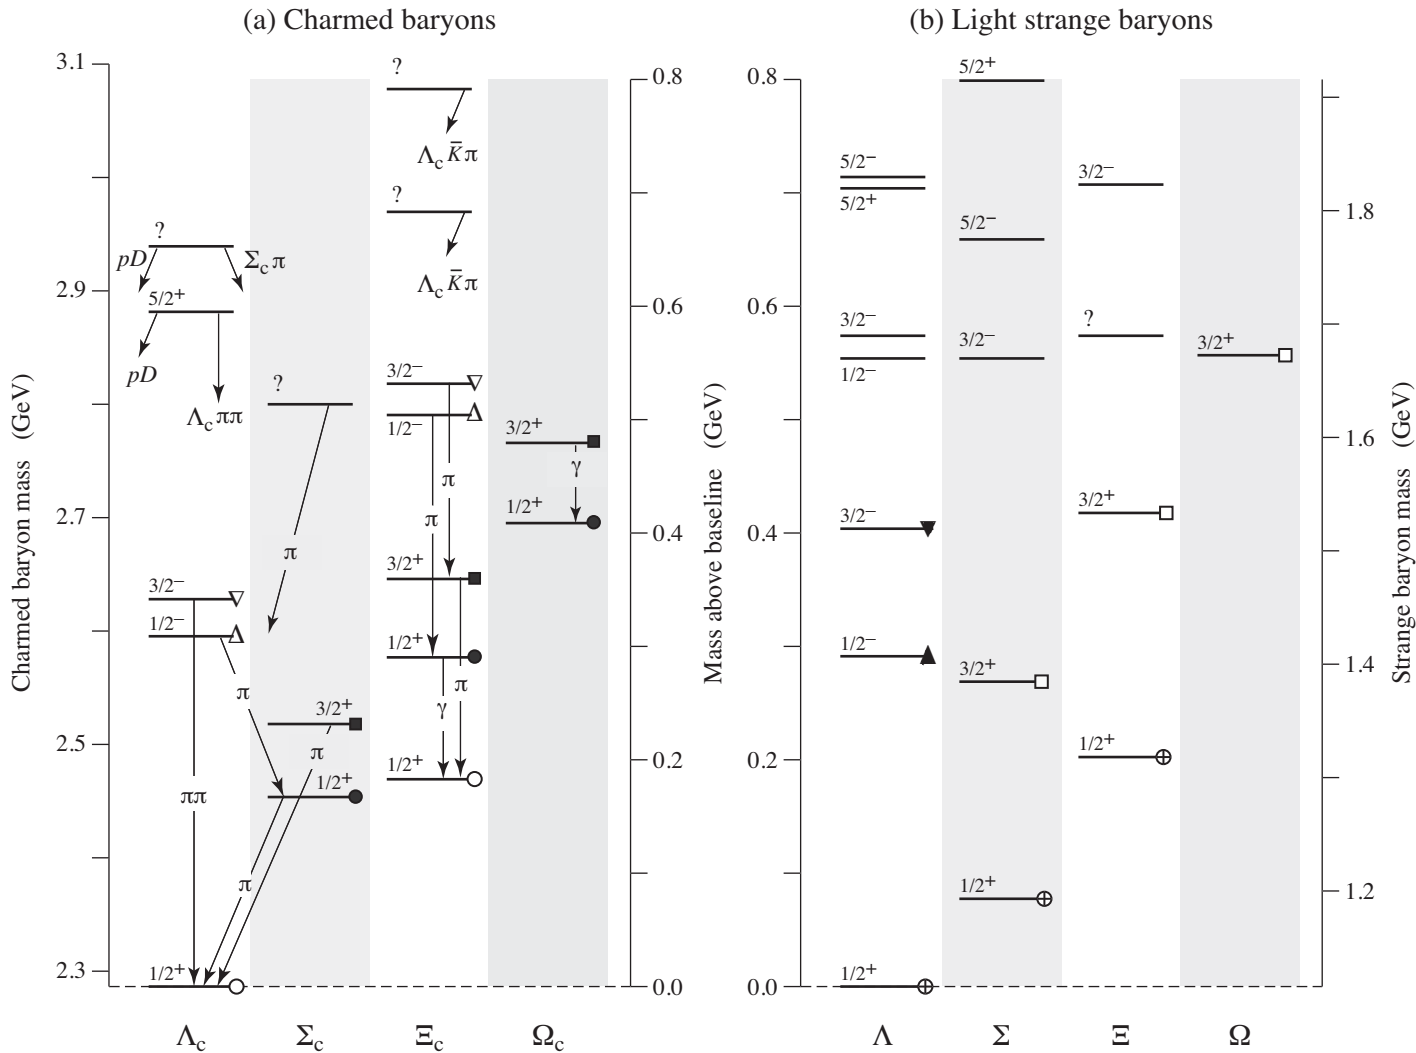 (a) Charmed baryons
(b) Light strange baryons
Charmed baryon mass (GeV)
3.1
2.9
2.7
2.5
2.3
?
pD
Σc π
5/2+
pD
Λc ππ
3/2–
1/2–
π
ππ
1/2+
Λc
?
π
3/2+
π
1/2+
π
Σc
?
Λc K̄ π
?
Λc K̄ π
3/2–
1/2–
π
π
3/2+
1/2+
π
γ
1/2+
Ξc
3/2+
γ
1/2+
Ωc
0.8
0.6
0.4
0.2
0.0
Mass above baseline (GeV)
0.8
0.6
0.4
0.2
0.0
5/2–
5/2+
3/2–
1/2–
3/2–
1/2–
1/2+
Λ
5/2+
5/2–
3/2–
3/2+
1/2+
Σ
3/2–
?
3/2+
1/2+
Ξ
3/2+
Ω
1.8
1.6
1.4
1.2
Strange baryon mass (GeV)